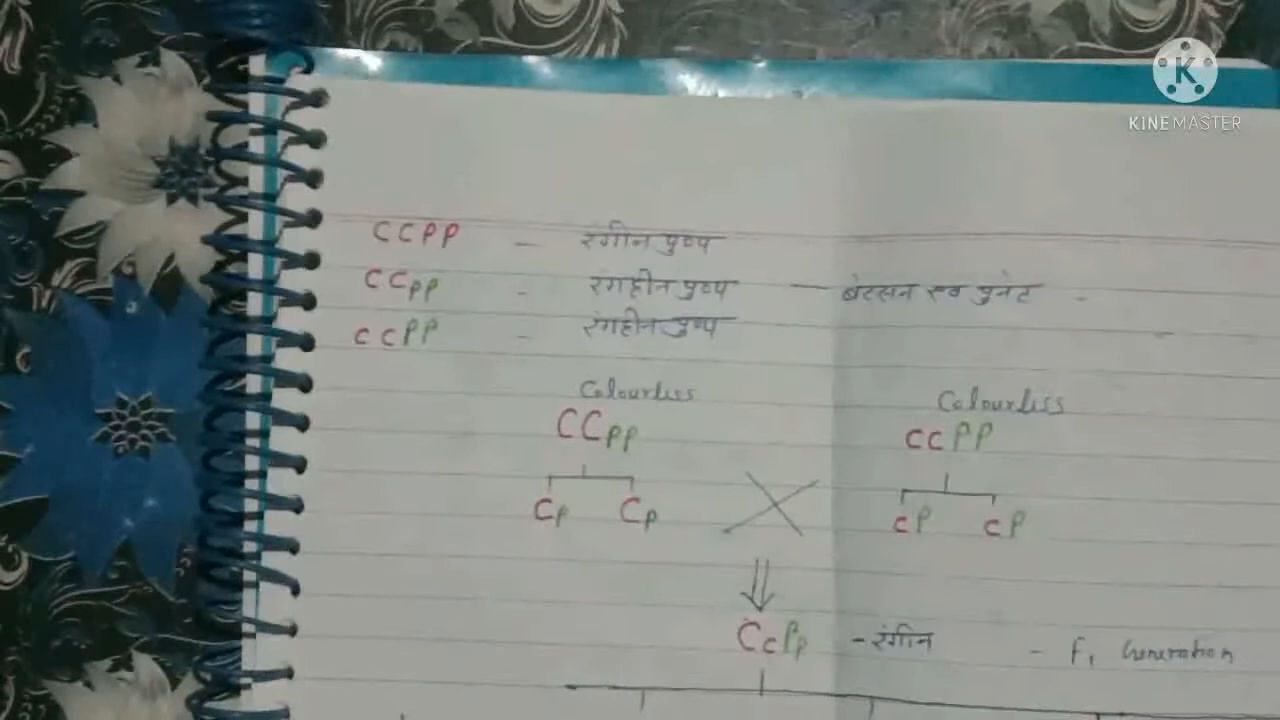 KINEMASTER
CCPP - रंगीन पुष्प
CCpp - रंगहीन पुष्प - बेटसन एव पुनेट -
ccPP - रंगहीन पुष्प -
Colourless Colourless
CCpp ccPP
Cp Cp cP cP
CcPp - रंगीन - F1 Generation